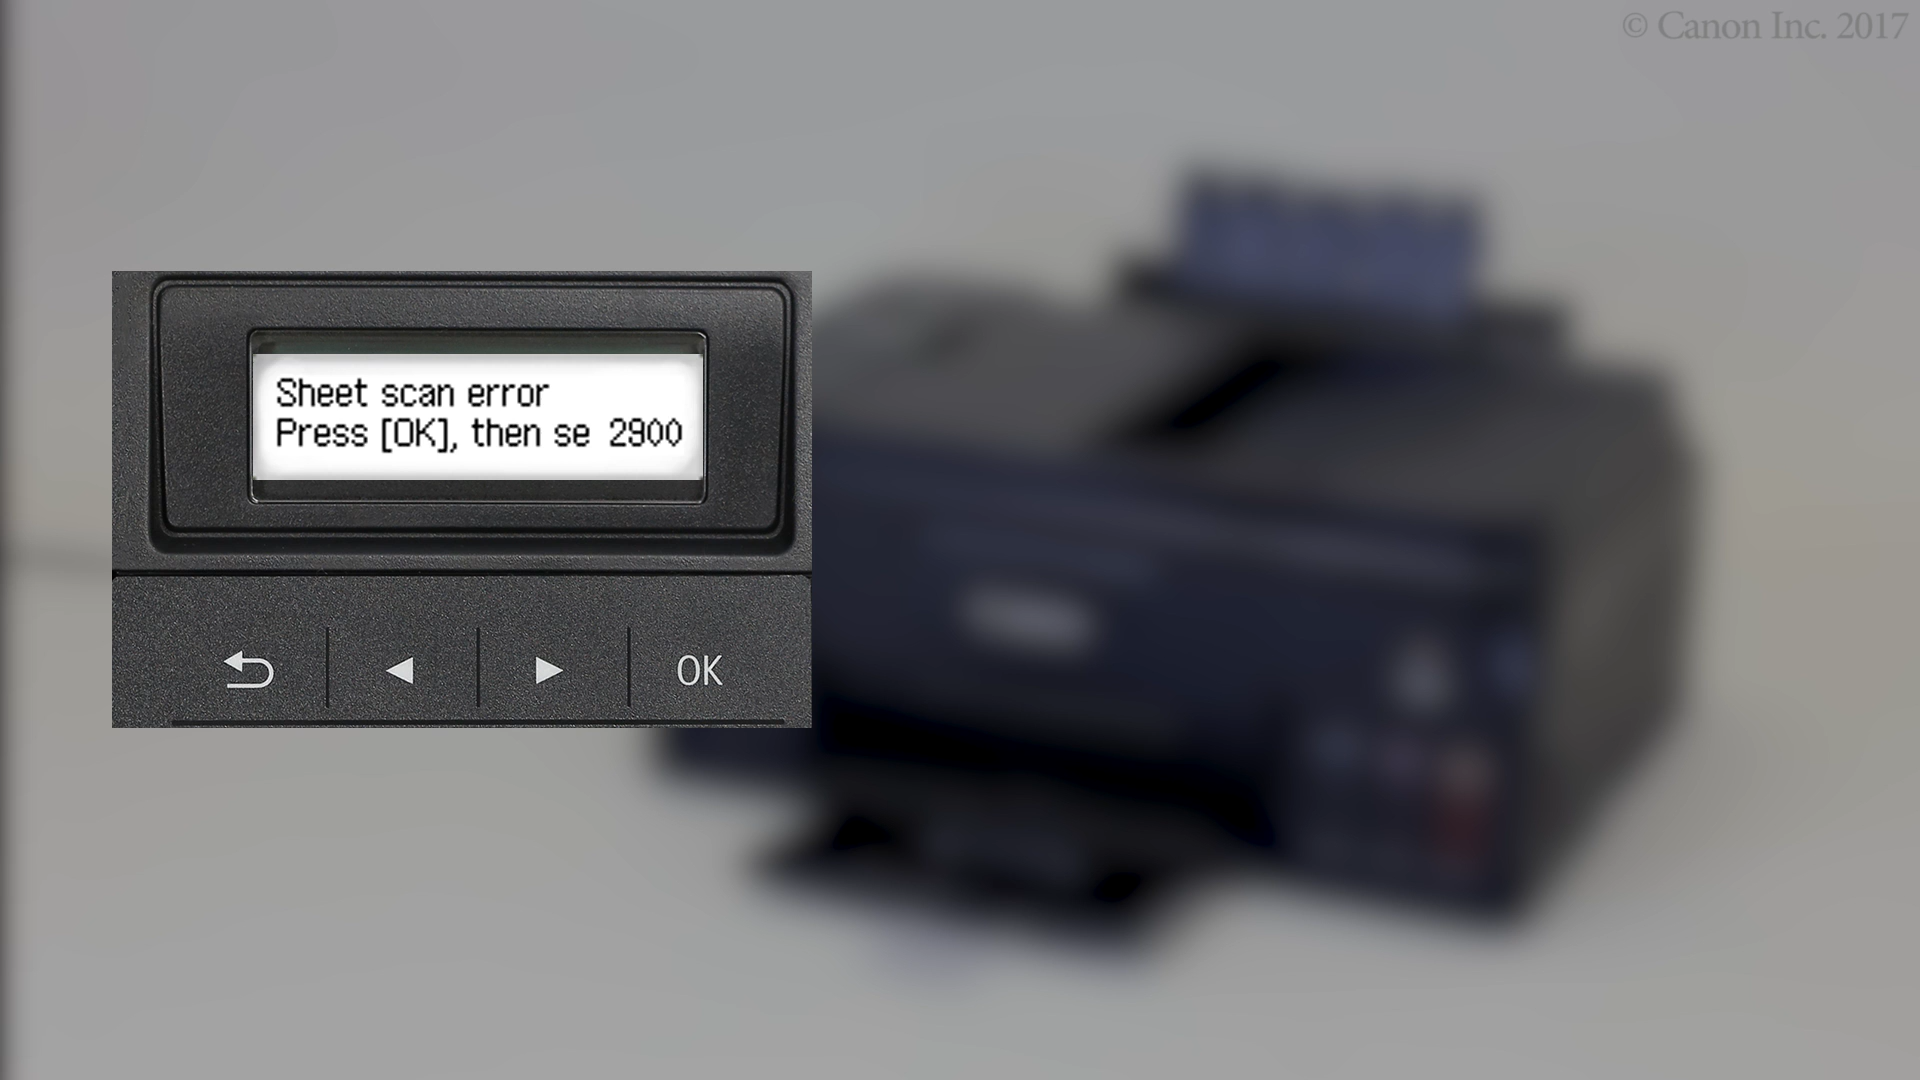 © Canon Inc. 2017
Sheet scan error
Press [OK], then se 2900
OK